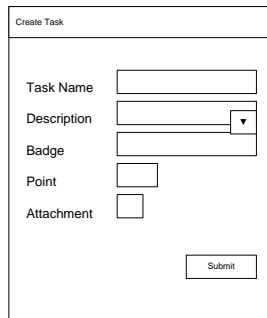 Create Task
Task Name
Description
▼
Badge
Point
Attachment
Submit